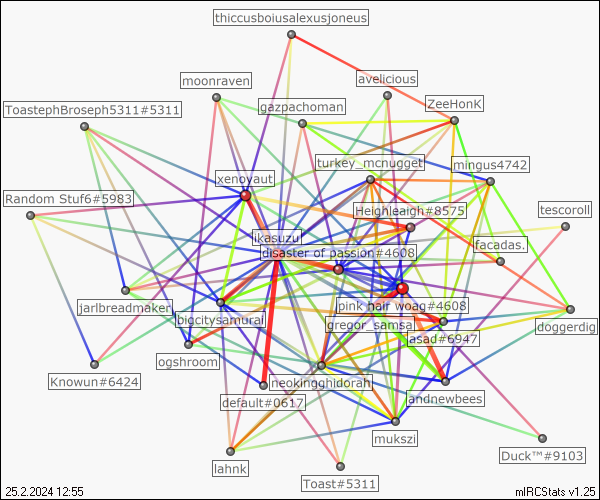 thiccusboiusalexusjoneus
moonraven
avelicious
ToastephBroseph5311#5311
gazpachoman
ZeeHonK
turkey_mcnugget
mingus4742
xenovaut
Random Stuf6#5983
Heighleigh#8575
tescoroll
ikasuzu
facadas.
disaster of passion#4608
jarlbreadmaker
pink hair woag#4608
bigcitysamurai
gregor_samsa
doggerdig
asad#6947
ogshroom
Knowun#6424
neokingghidorah
default#0617
andnewbees
mukszi
Duck™#9103
lahnk
Toast#5311
25.2.2024 12:55
mIRCStats v1.25